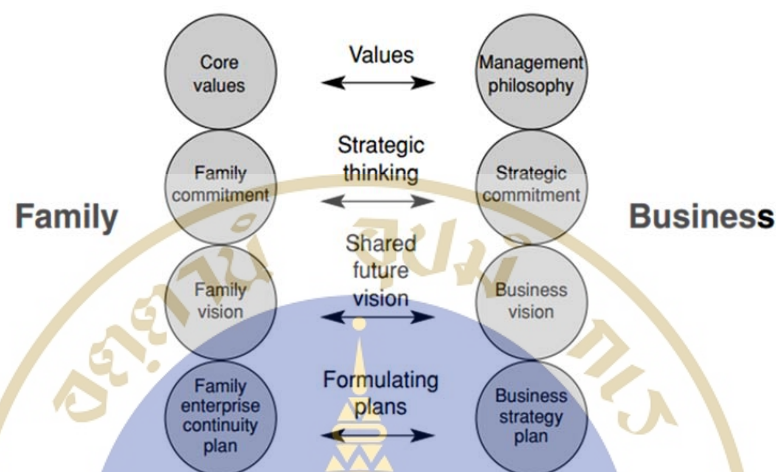 Core
values
Values
Management
philosophy
Family
commitment
Strategic
thinking
Strategic
commitment
Family
Business
Family
vision
Shared
future
vision
Business
vision
Family
enterprise
continuity
plan
Formulating
plans
Business
strategy
plan